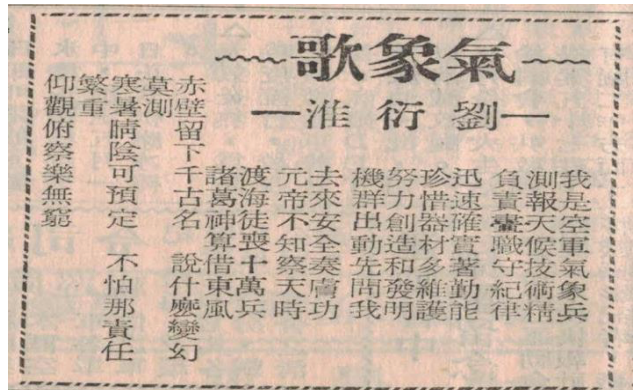 氣象歌
劉衍淮
我是空軍氣象兵
測報天候技術精
負責盡職守紀律
迅速確實著勤能
珍惜器材多維護
努力創造和發明
機群出動先問我
去來安全奏膚功
元帝不知察天時
渡海徒喪十萬兵
諸葛神算借東風
赤壁留下千古名　說什麼變幻
莫測
寒暑晴陰可預定　不怕那責任
繁重
仰觀俯察樂無窮